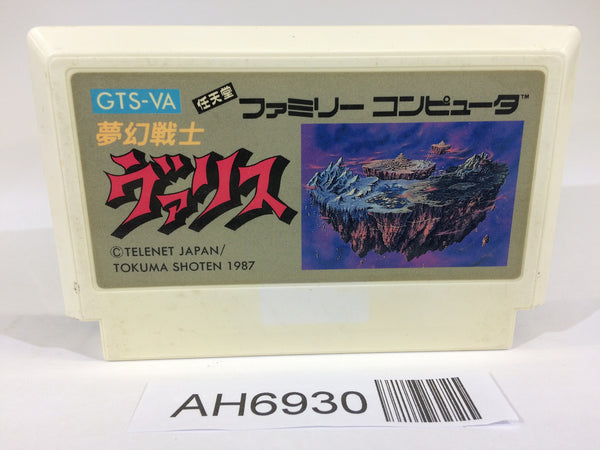 GTS-VA
任天堂 ファミリー コンピュータ™
夢幻戦士
ヴァリス
©TELENET JAPAN/
TOKUMA SHOTEN 1987
AH6930